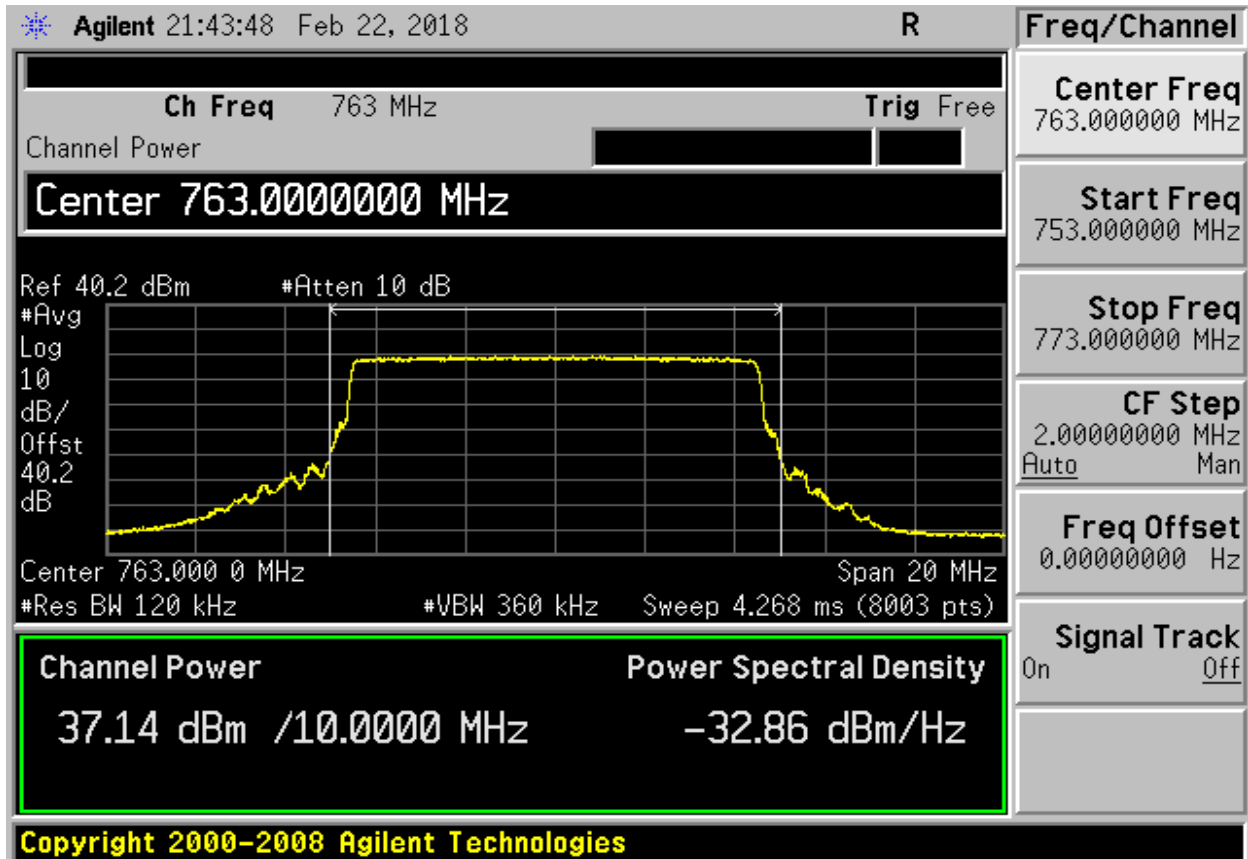 Agilent 21:43:48 Feb 22, 2018 R
Freq/Channel
Ch Freq 763 MHz Trig Free
Channel Power
Center 763.0000000 MHz
Ref 40.2 dBm #Atten 10 dB
#Avg
Log
10
dB/
Offst
40.2
dB
Center 763.000 0 MHz Span 20 MHz
#Res BW 120 kHz #VBW 360 kHz Sweep 4.268 ms (8003 pts)
Channel Power Power Spectral Density
37.14 dBm /10.0000 MHz -32.86 dBm/Hz
Copyright 2000-2008 Agilent Technologies
Center Freq
763.000000 MHz
Start Freq
753.000000 MHz
Stop Freq
773.000000 MHz
CF Step
2.00000000 MHz
Auto Man
Freq Offset
0.00000000 Hz
Signal Track
On Off